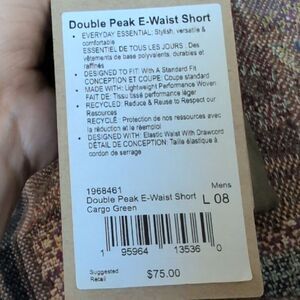 Double Peak E-Waist Short
• EVERYDAY ESSENTIAL: Stylish, versatile &
comfortable
ESSENTIEL DE TOUS LES JOURS : Des
vêtements de base polyvalents, durables et
raffinés
• DESIGNED TO FIT: With A Standard Fit
CONCEPTION ET COUPE: Coupe standard
• MADE WITH: Lightweight Performance Woven
FAIT DE: Tissu tissé performance léger
• RECYCLED: Reduce & Reuse to Respect our
Resources
RECYCLÉ : Protection de nos ressources avec
la réduction et le réemploi
• DESIGNED WITH: Elastic Waist With Drawcord
DÉTAIL DE CONCEPTION: Taille élastique à
cordon de serrage
1968461
Double Peak E-Waist Short
Cargo Green
Mens
L 08
1 95964 13536 0
Suggested
Retail
$75.00